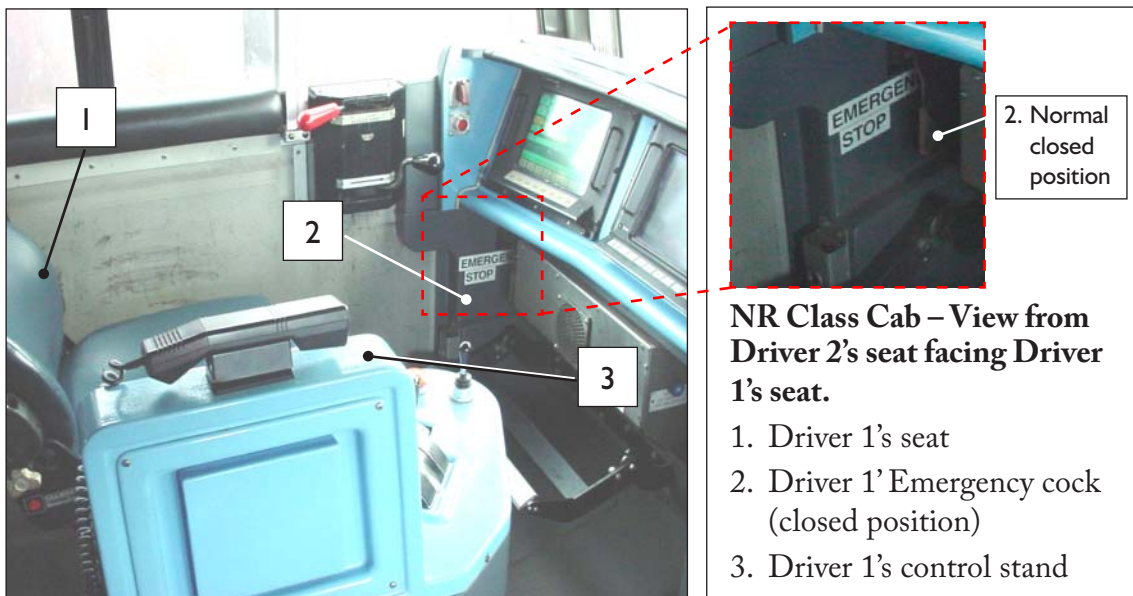 1
2
3
EMERGEN
STOP
EMERGEN
STOP
2. Normal
closed
position
NR Class Cab – View from
Driver 2's seat facing Driver
1's seat.
1. Driver 1's seat
2. Driver 1' Emergency cock
(closed position)
3. Driver 1's control stand